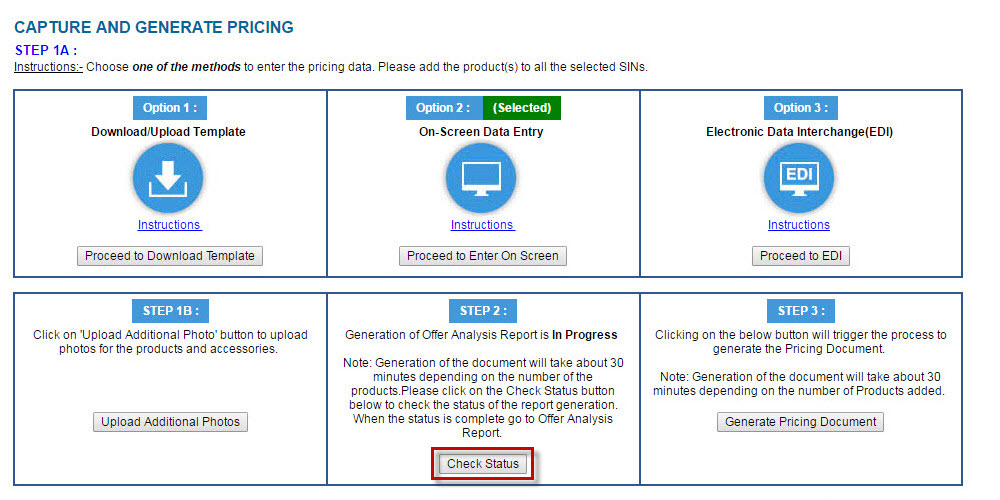 CAPTURE AND GENERATE PRICING
STEP 1A :
Instructions:- Choose one of the methods to enter the pricing data. Please add the product(s) to all the selected SINs.
Option 1 :
Download/Upload Template
Instructions
Proceed to Download Template
Option 2 : (Selected)
On-Screen Data Entry
Instructions
Proceed to Enter On Screen
Option 3 :
Electronic Data Interchange(EDI)
EDI
Instructions
Proceed to EDI
STEP 1B :
Click on 'Upload Additional Photo' button to upload
photos for the products and accessories.
Upload Additional Photos
STEP 2 :
Generation of Offer Analysis Report is In Progress
Note: Generation of the document will take about 30
minutes depending on the number of the
products.Please click on the Check Status button
below to check the status of the report generation.
When the status is complete go to Offer Analysis
Report.
Check Status
STEP 3 :
Clicking on the below button will trigger the process to
generate the Pricing Document.
Note: Generation of the document will take about 30
minutes depending on the number of Products added.
Generate Pricing Document